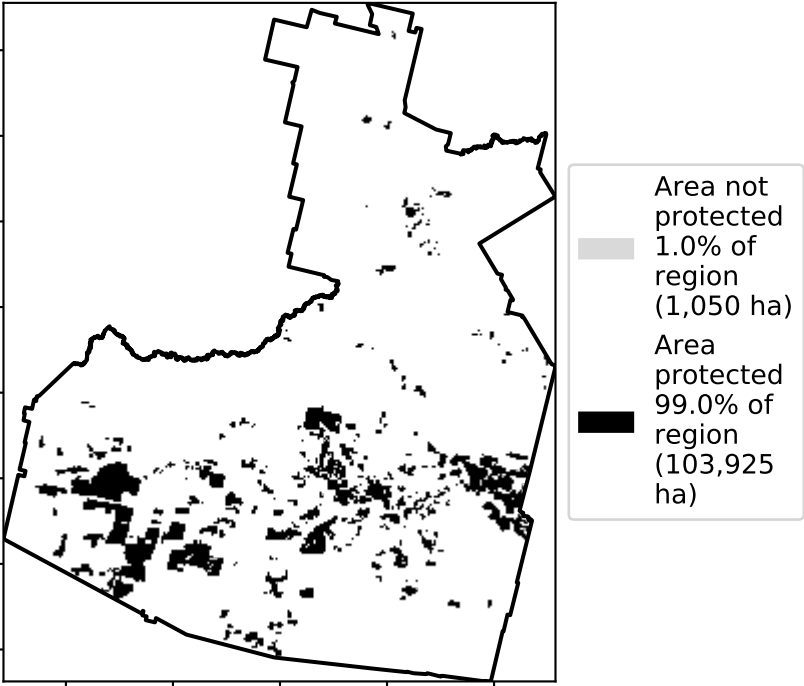 Area not
protected
1.0% of
region
(1,050 ha)
Area
protected
99.0% of
region
(103,925
ha)